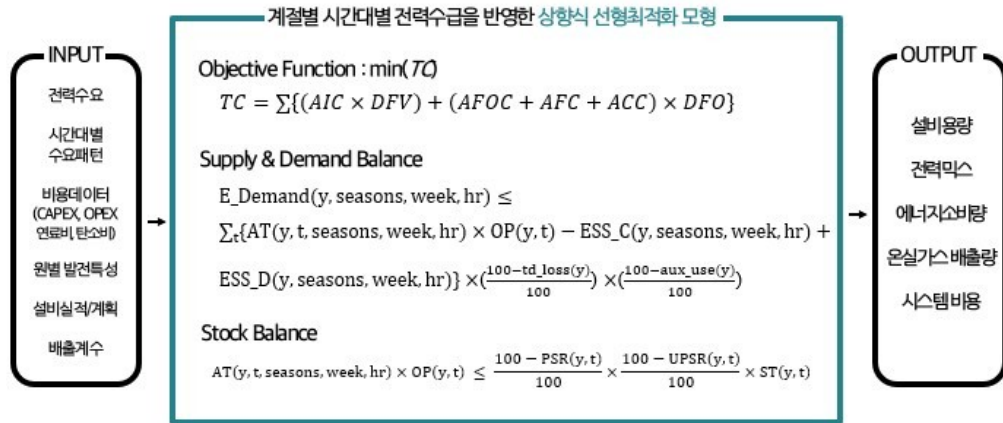 계절별 시간대별 전력수급을 반영한 상향식 선형최적화 모형
INPUT
전력수요
시간대별
수요패턴
비용데이터
(CAPEX, OPEX
연료비, 탄소비)
원별 발전특성
설비실적/계획
배출계수
Objective Function : min(TC)
TC = ∑{(AIC × DFV) + (AFOC + AFC + ACC) × DFO}
Supply & Demand Balance
E_Demand(y, seasons, week, hr) ≤
∑t{AT(y, t, seasons, week, hr) × OP(y, t) − ESS_C(y, seasons, week, hr) +
ESS_D(y, seasons, week, hr)} ×(100−td_loss(y)/100) ×(100−aux_use(y)/100)
Stock Balance
AT(y, t, seasons, week, hr) × OP(y, t) ≤ 100 − PSR(y, t)/100 × 100 − UPSR(y, t)/100 × ST(y, t)
OUTPUT
설비용량
전력믹스
에너지소비량
온실가스 배출량
시스템 비용